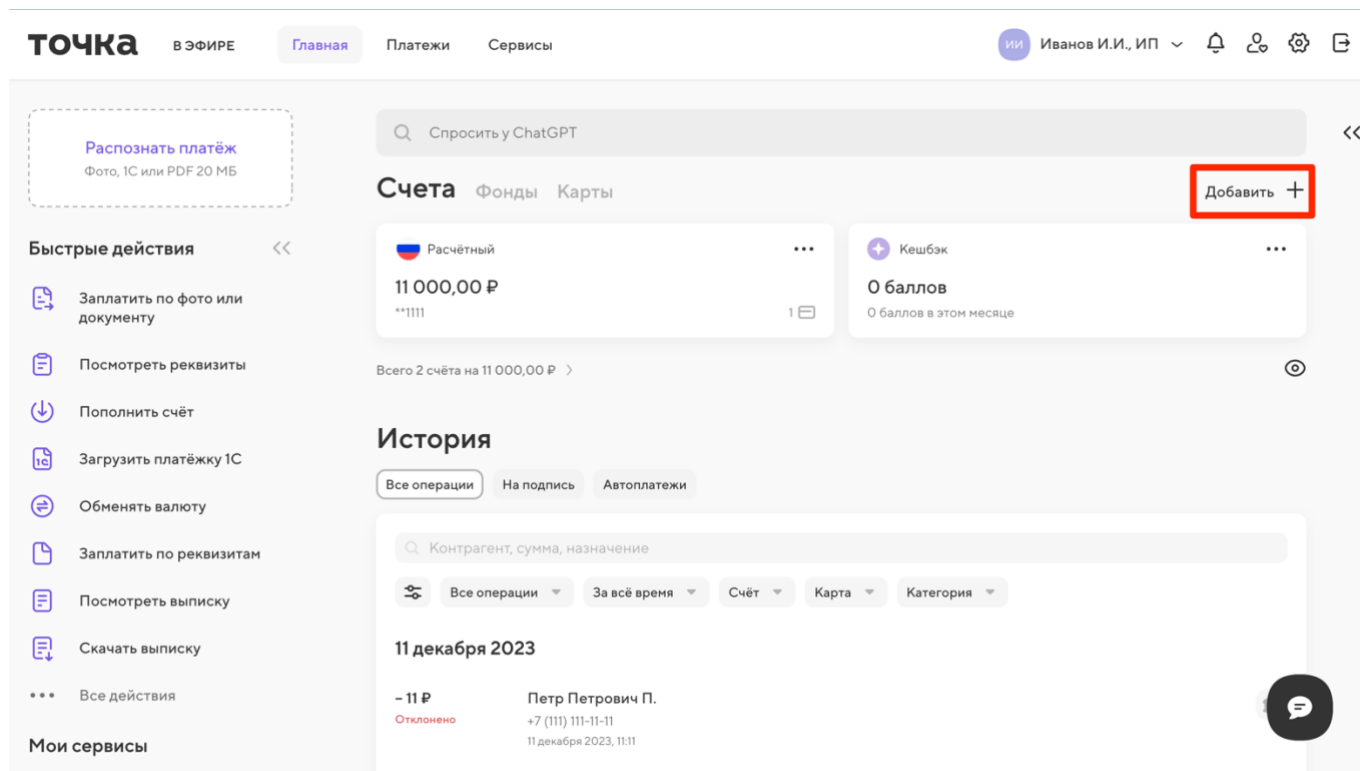 точка
В ЭФИРЕ
Главная
Платежи
Сервисы
ИИ
Иванов И.И., ИП
Распознать платёж
Фото, 1С или PDF 20 МБ
Быстрые действия
Заплатить по фото или
документу
Посмотреть реквизиты
Пополнить счёт
1С
Загрузить платёжку 1С
Обменять валюту
Заплатить по реквизитам
Посмотреть выписку
Скачать выписку
Все действия
Мои сервисы
Спросить у ChatGPT
Счета Фонды Карты
Добавить
Расчётный
11 000,00 ₽
**1111
1
Кешбэк
0 баллов
0 баллов в этом месяце
Всего 2 счёта на 11 000,00 ₽
История
Все операции
На подпись
Автоплатежи
Контрагент, сумма, назначение
Все операции
За всё время
Счёт
Карта
Категория
11 декабря 2023
– 11 ₽
Отклонено
Петр Петрович П.
+7 (111) 111-11-11
11 декабря 2023, 11:11